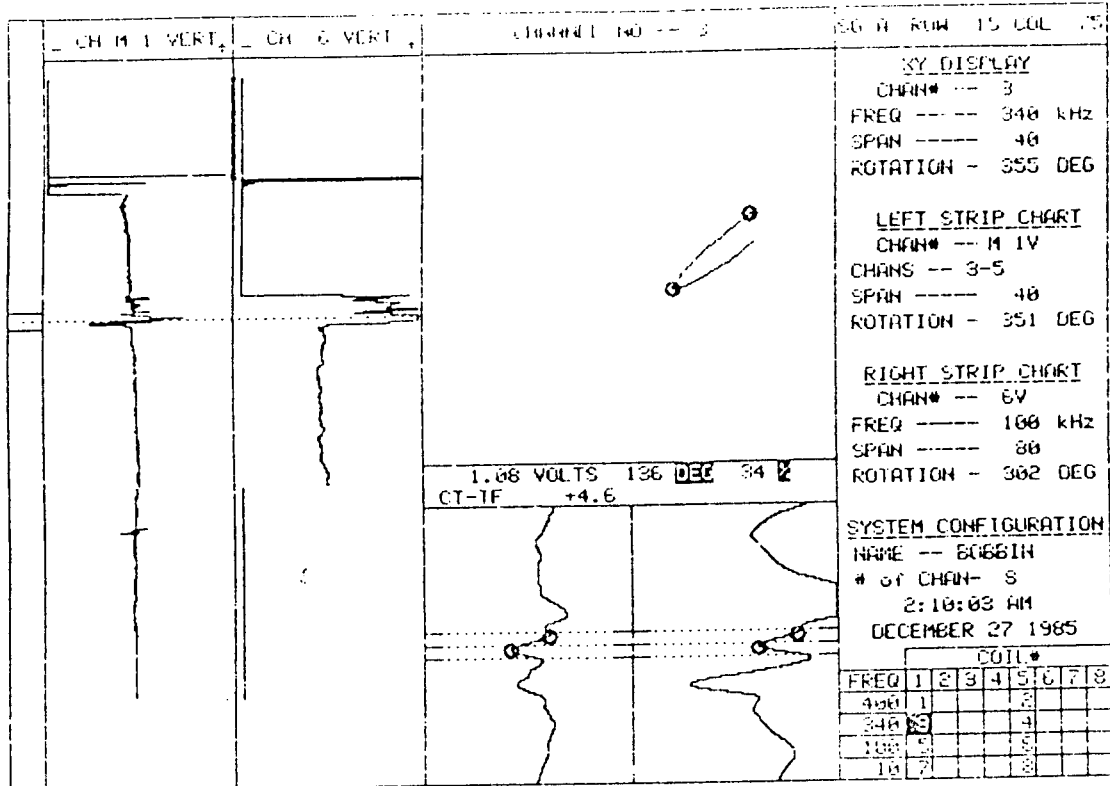 _ CH M 1 VERT +
_ CH 6 VERT +
CHANNEL NO -- 3
SG A ROW 15 COL 75
XY DISPLAY
CHAN# -- 3
FREQ ----- 340 kHz
SPAN ----- 40
ROTATION - 355 DEG
LEFT STRIP CHART
CHAN# -- M 1V
CHANS -- 3-5
SPAN ----- 40
ROTATION - 351 DEG
RIGHT STRIP CHART
CHAN# -- 6V
FREQ ----- 100 kHz
SPAN ----- 80
ROTATION - 302 DEG
1.08 VOLTS 136 DEG 34 %
CT-TF +4.6
SYSTEM CONFIGURATION
NAME -- BOBBIN
# of CHAN- 8
2:10:03 AM
DECEMBER 27 1985
COIL#
FREQ 1 2 3 4 5 6 7 8
400 1 2
340 3 4
100 5 6
10 7 8